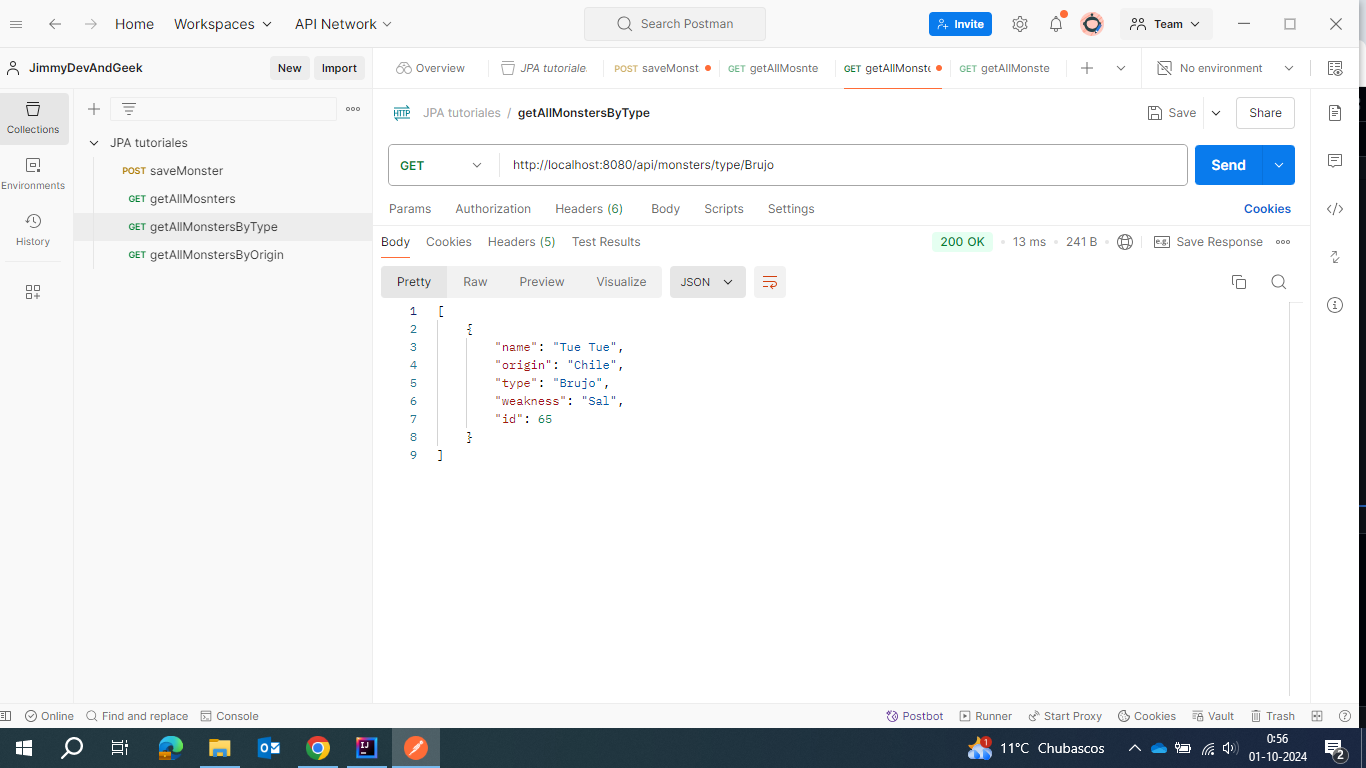 Home Workspaces API Network Search Postman Invite Team
JimmyDevAndGeek New Import Overview JPA tutoriale POST saveMonst GET getAllMosnte GET getAllMonste GET getAllMonste No environment
HTTP JPA tutoriales / getAllMonstersByType Save Share
Collections
Environments
History
JPA tutoriales
POST saveMonster
GET getAllMosnters
GET getAllMonstersByType
GET getAllMonstersByOrigin
GET http://localhost:8080/api/monsters/type/Brujo Send
Params Authorization Headers (6) Body Scripts Settings Cookies
Body Cookies Headers (5) Test Results 200 OK 13 ms 241 B e.g. Save Response
Pretty Raw Preview Visualize JSON
1 [
2 {
3 "name": "Tue Tue",
4 "origin": "Chile",
5 "type": "Brujo",
6 "weakness": "Sal",
7 "id": 65
8 }
9 ]
Online Find and replace Console Postbot Runner Start Proxy Cookies Vault Trash
1 11°C Chubascos 0:56
01-10-2024 2